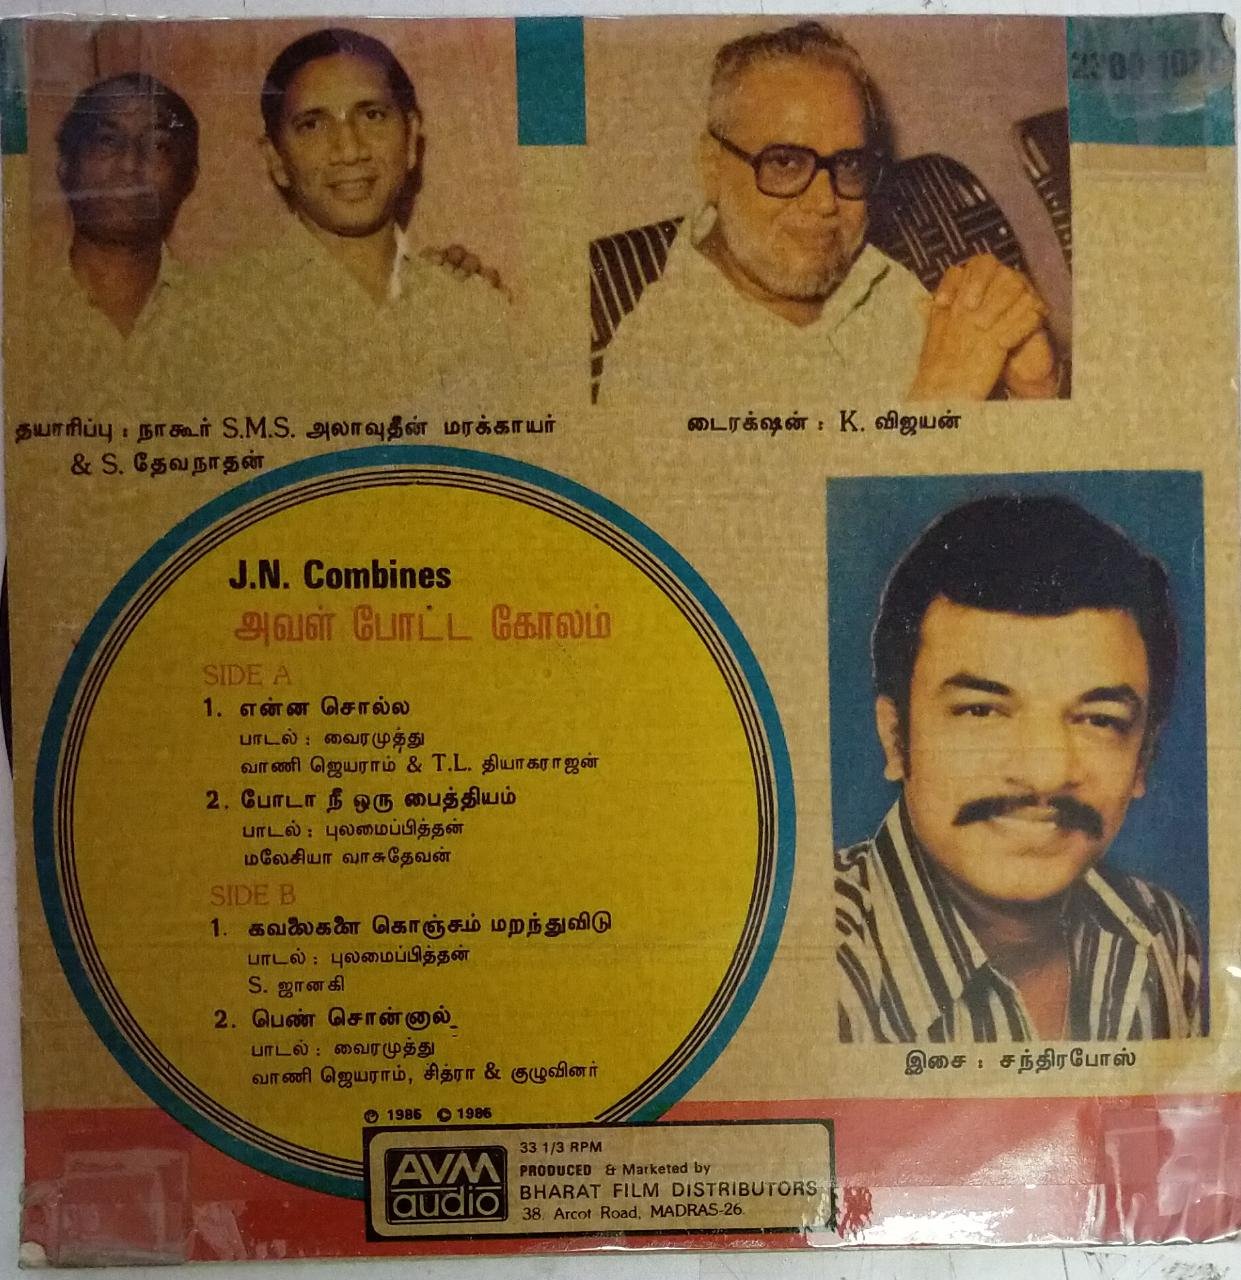 தயாரிப்பு : நாகூர் S.M.S. அலாவுதீன் மரக்காயர்
& S. தேவநாதன்
டைரக்‌ஷன் : K. விஜயன்
J.N. Combines
அவள் போட்ட கோலம்
SIDE A
1. என்ன சொல்ல
பாடல் : வைரமுத்து
வாணி ஜெயராம் & T.L. தியாகராஜன்
2. போடா நீ ஒரு பைத்தியம்
பாடல் : புலமைப்பித்தன்
மலேசியா வாசுதேவன்
SIDE B
1. கவலைகளை கொஞ்சம் மறந்துவிடு
பாடல் : புலமைப்பித்தன்
S. ஜானகி
2. பெண் சொன்னால்
பாடல் : வைரமுத்து
வாணி ஜெயராம், சித்ரா & குழுவினர்
இசை : சந்திரபோஸ்
℗ 1986 © 1986
AVM
audio
33 1/3 RPM
PRODUCED & Marketed by
BHARAT FILM DISTRIBUTORS
38, Arcot Road, MADRAS-26.